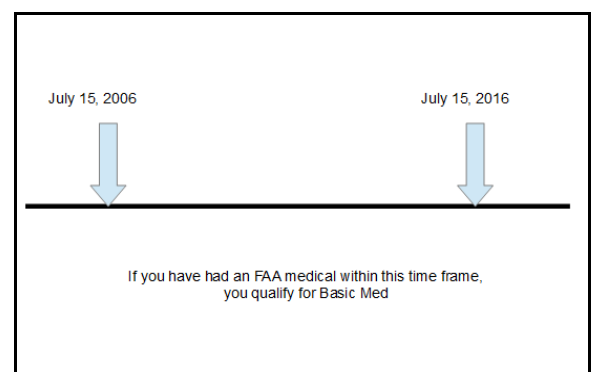 July 15, 2006
July 15, 2016
If you have had an FAA medical within this time frame,
you qualify for Basic Med